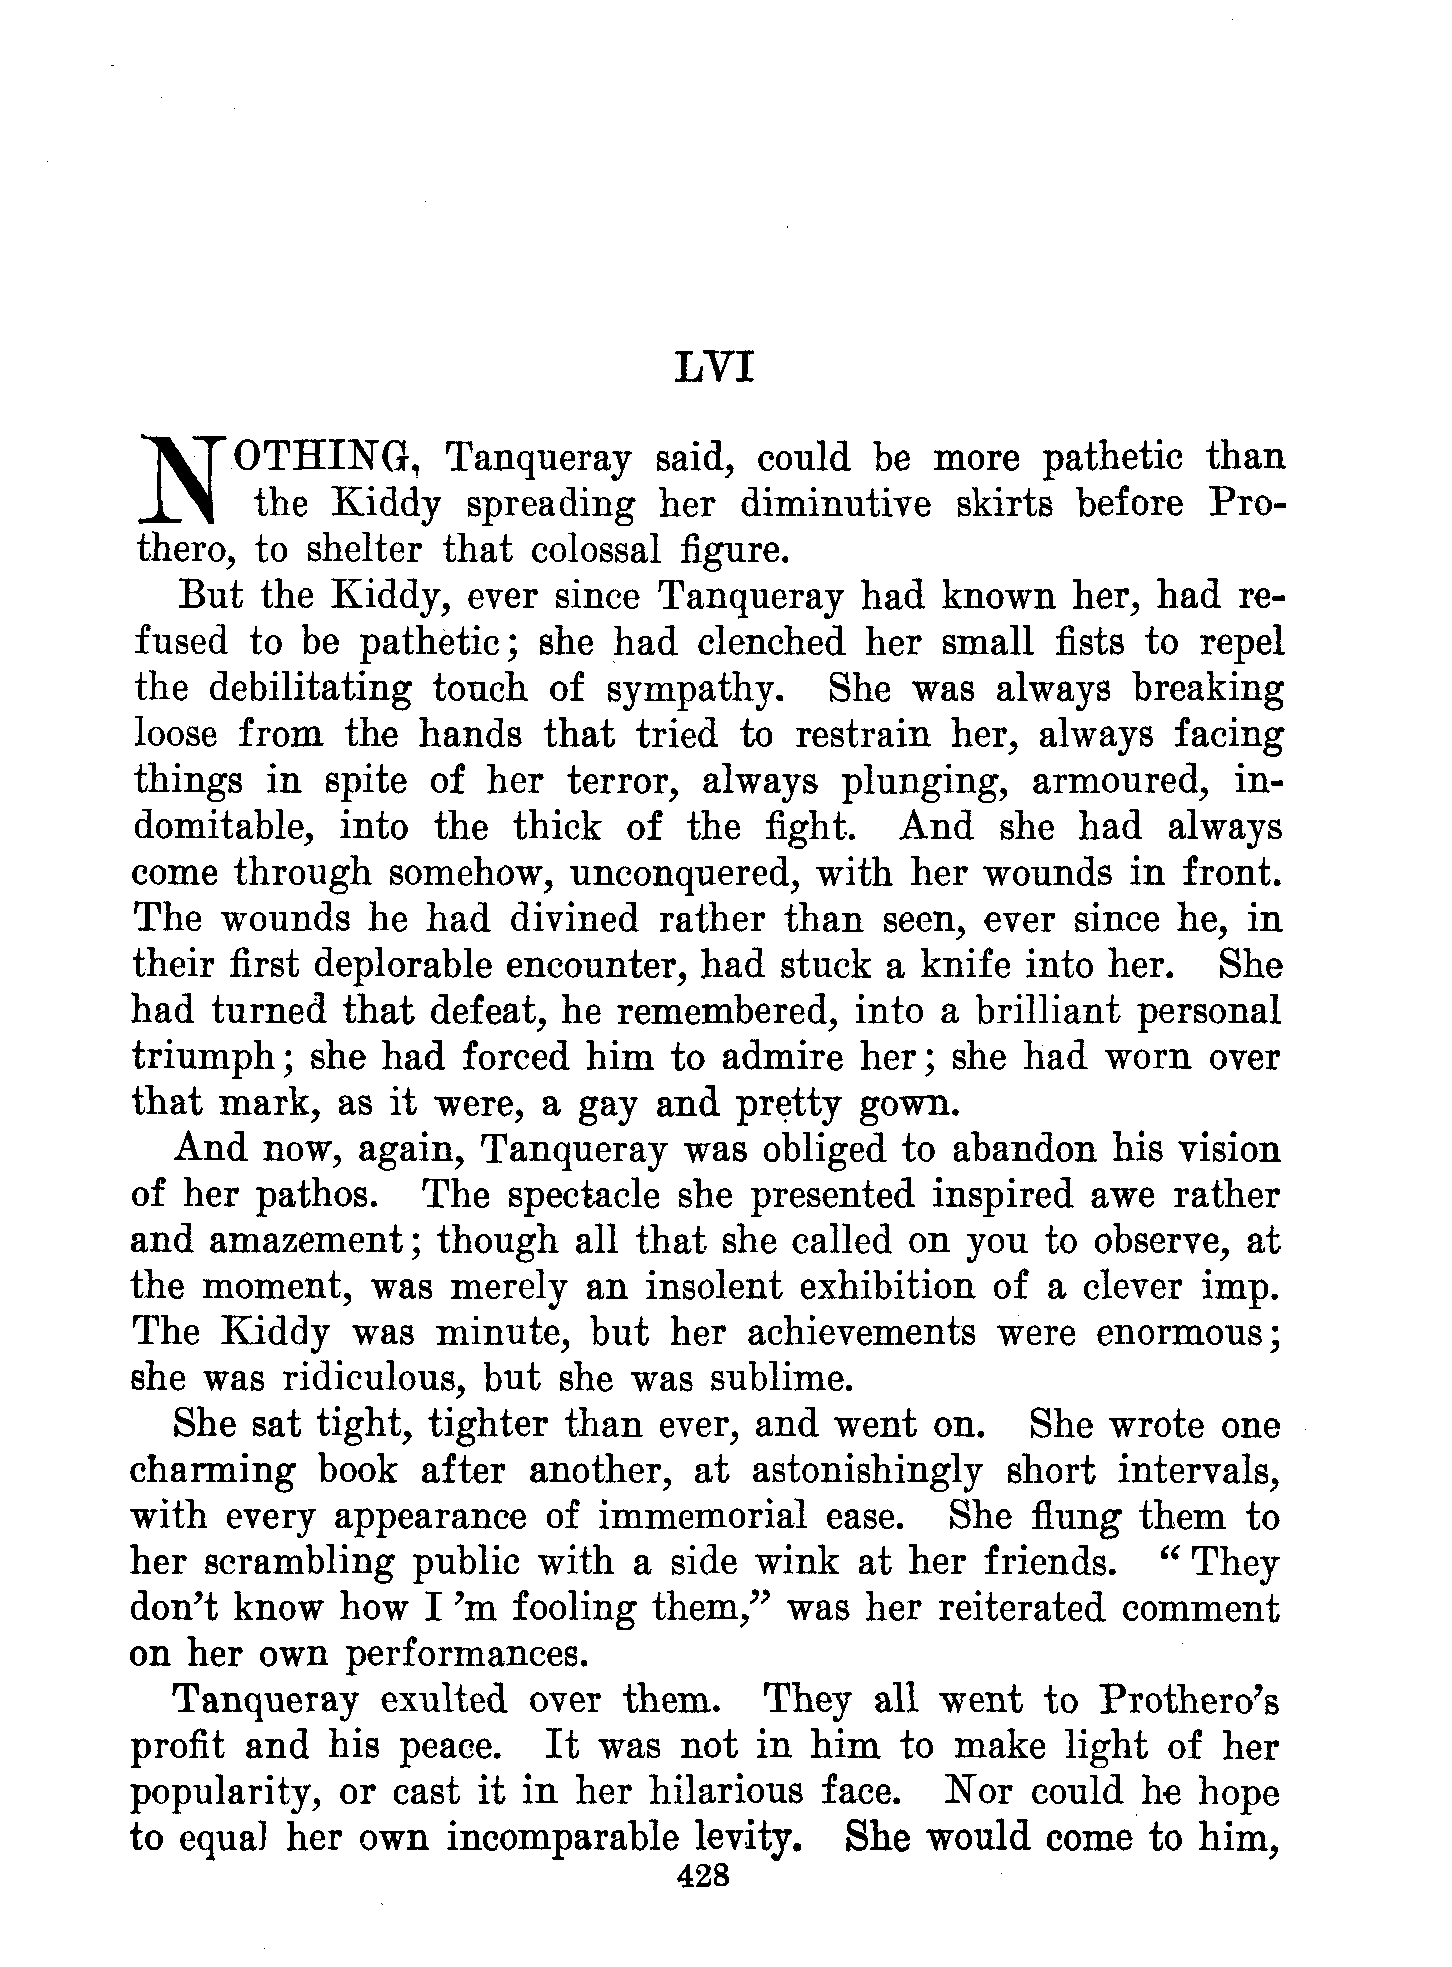 LVI
NOTHING, Tanqueray said, could be more pathetic than
the Kiddy spreading her diminutive skirts before Pro-
thero, to shelter that colossal figure.
But the Kiddy, ever since Tanqueray had known her, had re-
fused to be pathetic; she had clenched her small fists to repel
the debilitating touch of sympathy. She was always breaking
loose from the hands that tried to restrain her, always facing
things in spite of her terror, always plunging, armoured, in-
domitable, into the thick of the fight. And she had always
come through somehow, unconquered, with her wounds in front.
The wounds he had divined rather than seen, ever since he, in
their first deplorable encounter, had stuck a knife into her. She
had turned that defeat, he remembered, into a brilliant personal
triumph; she had forced him to admire her; she had worn over
that mark, as it were, a gay and pretty gown.
And now, again, Tanqueray was obliged to abandon his vision
of her pathos. The spectacle she presented inspired awe rather
and amazement; though all that she called on you to observe, at
the moment, was merely an insolent exhibition of a clever imp.
The Kiddy was minute, but her achievements were enormous;
she was ridiculous, but she was sublime.
She sat tight, tighter than ever, and went on. She wrote one
charming book after another, at astonishingly short intervals,
with every appearance of immemorial ease. She flung them to
her scrambling public with a side wink at her friends. "They
don't know how I 'm fooling them," was her reiterated comment
on her own performances.
Tanqueray exulted over them. They all went to Prothero's
profit and his peace. It was not in him to make light of her
popularity, or cast it in her hilarious face. Nor could he hope
to equal her own incomparable levity. She would come to him,
428